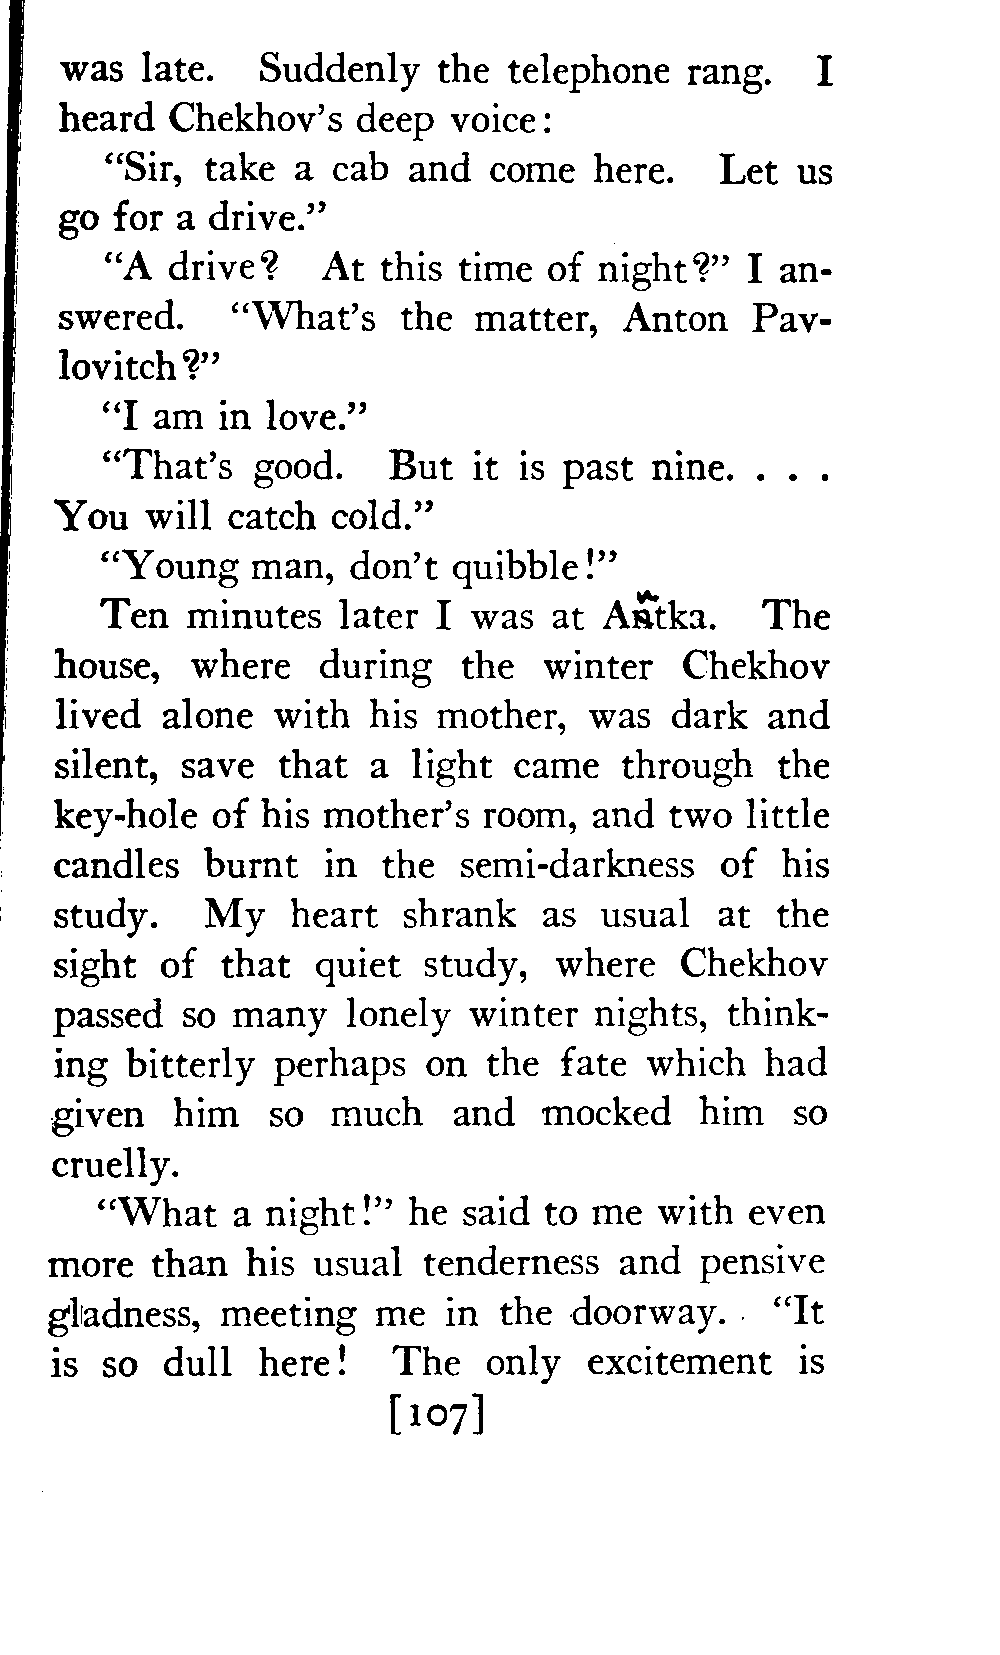 was late. Suddenly the telephone rang. I
heard Chekhov's deep voice:
"Sir, take a cab and come here. Let us
go for a drive."
"A drive? At this time of night?" I an-
swered. "What's the matter, Anton Pav-
lovitch?"
"I am in love."
"That's good. But it is past nine. . . .
You will catch cold."
"Young man, don't quibble!"
Ten minutes later I was at Antka. The
house, where during the winter Chekhov
lived alone with his mother, was dark and
silent, save that a light came through the
key-hole of his mother's room, and two little
candles burnt in the semi-darkness of his
study. My heart shrank as usual at the
sight of that quiet study, where Chekhov
passed so many lonely winter nights, think-
ing bitterly perhaps on the fate which had
given him so much and mocked him so
cruelly.
"What a night!" he said to me with even
more than his usual tenderness and pensive
gladness, meeting me in the doorway. "It
is so dull here! The only excitement is
[107]